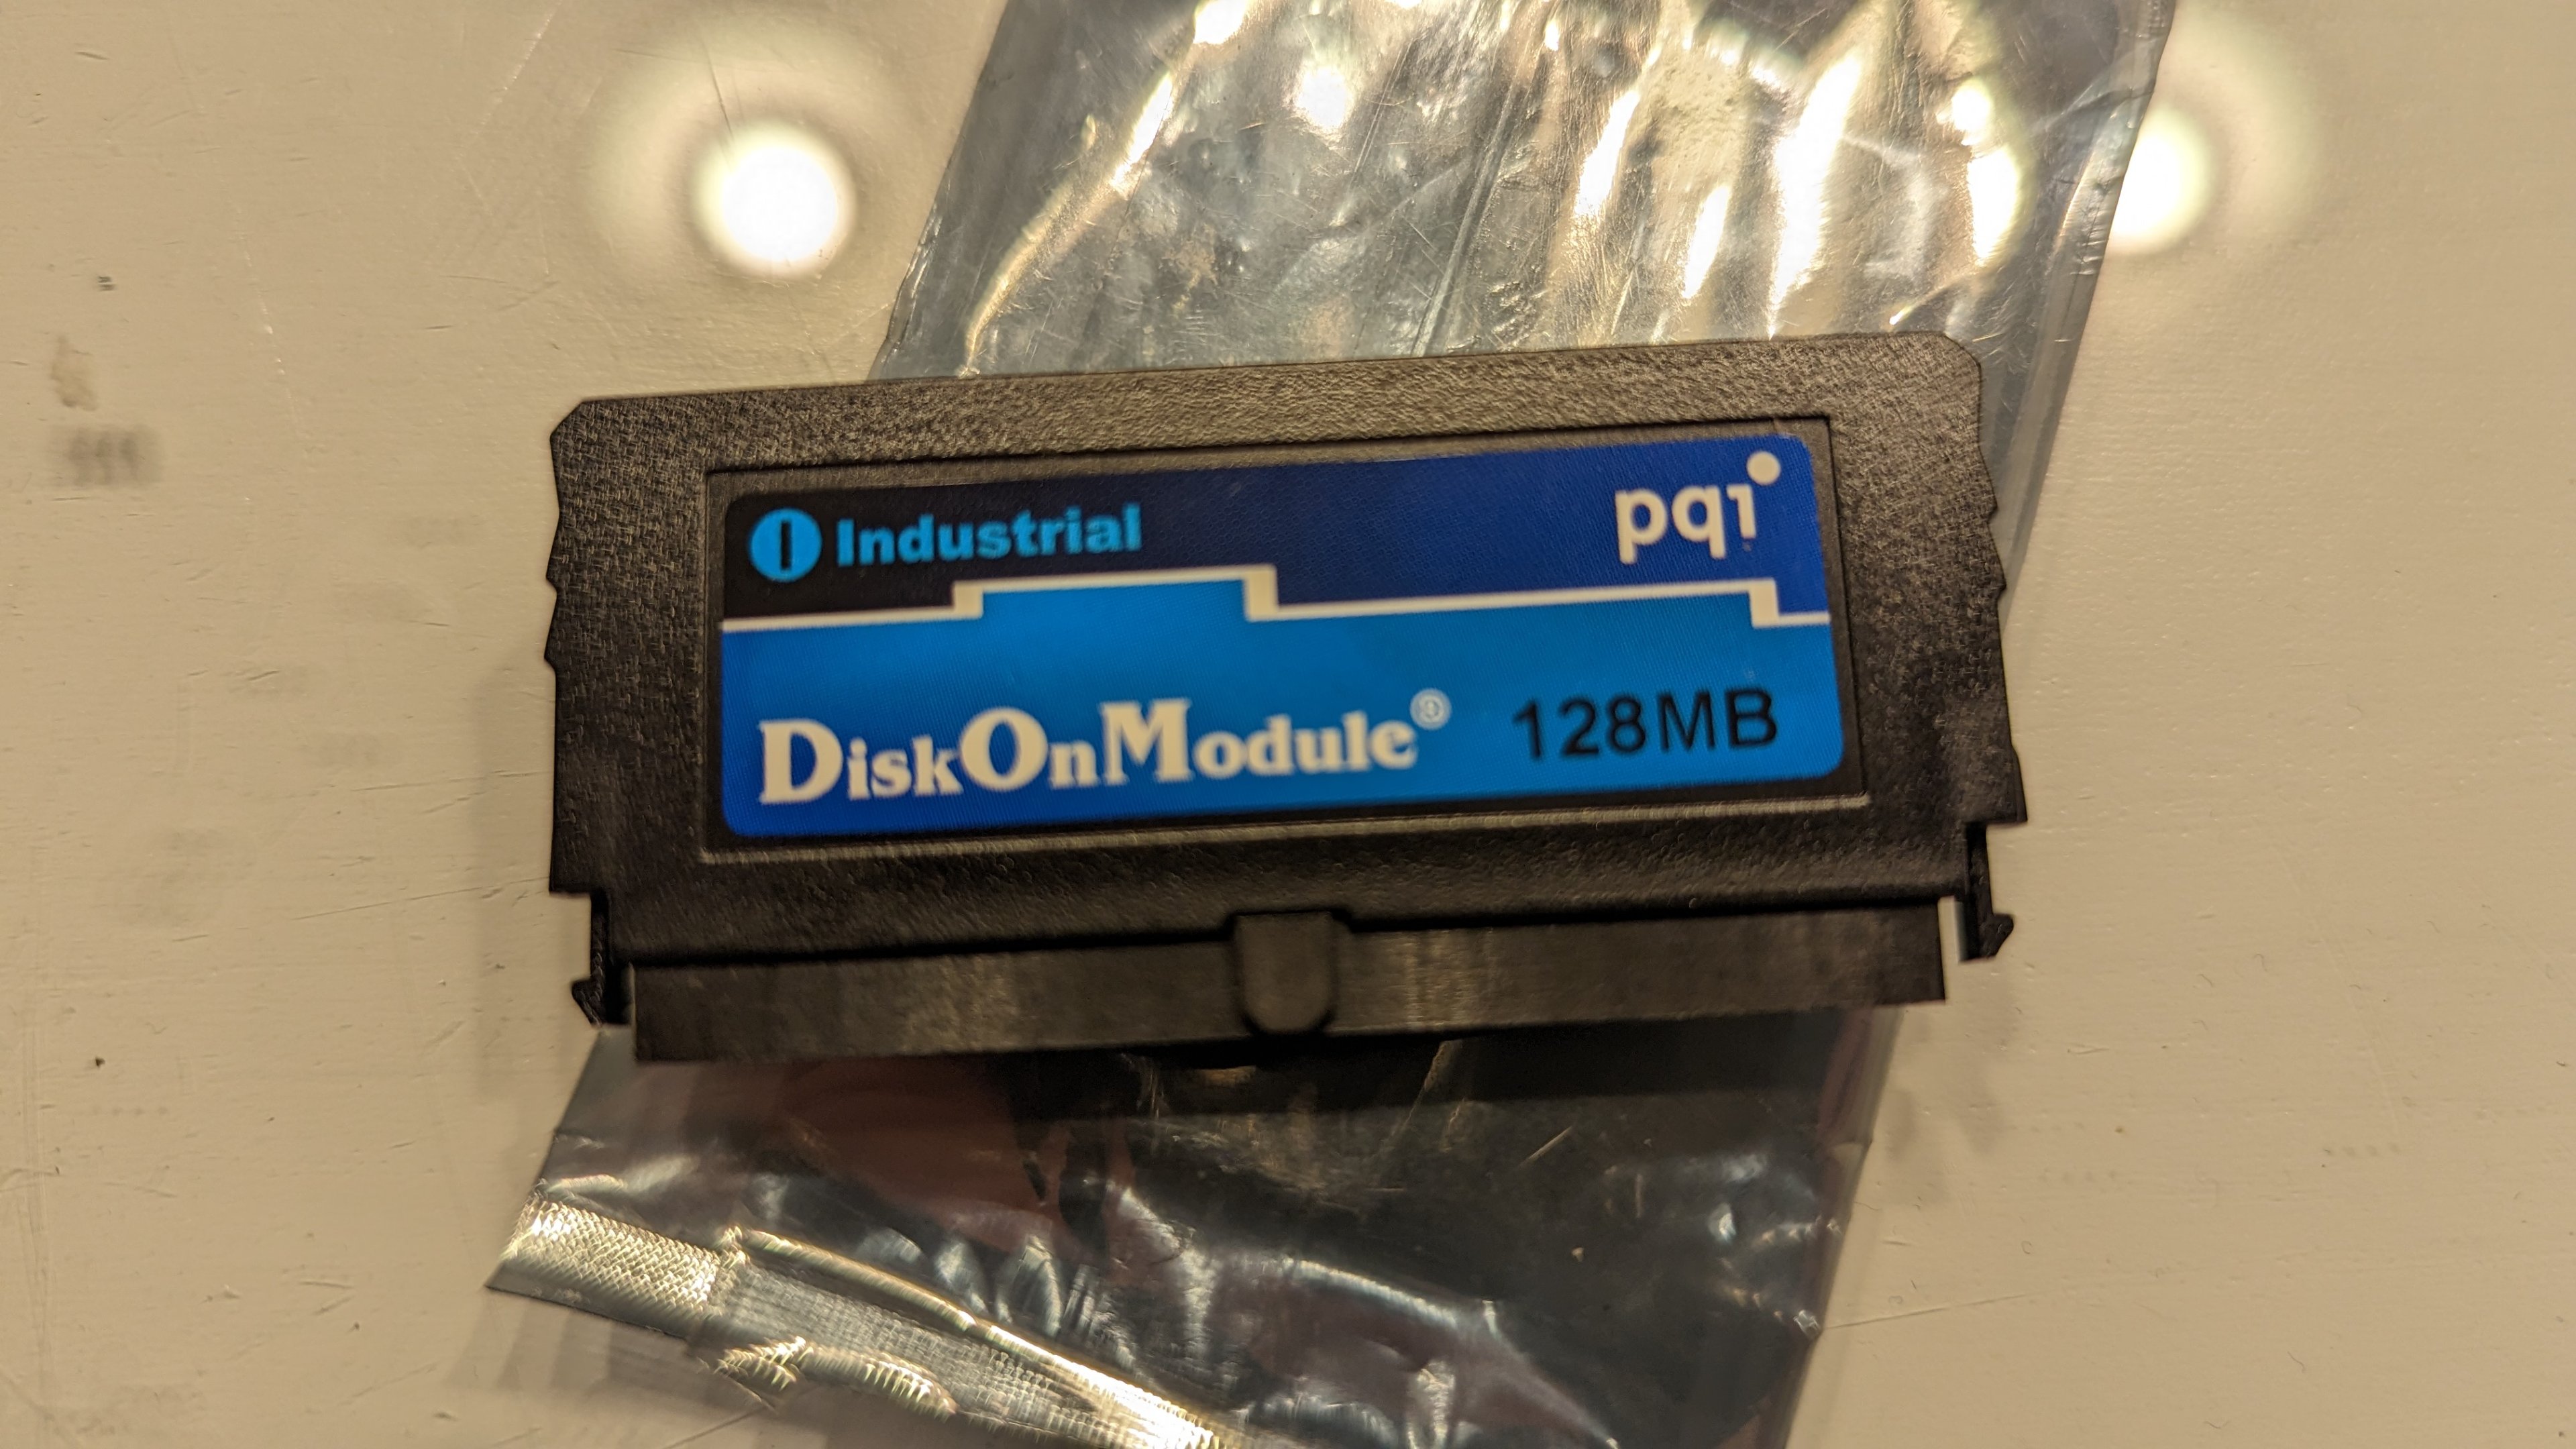 Industrial
pqi
DiskOnModule® 128MB